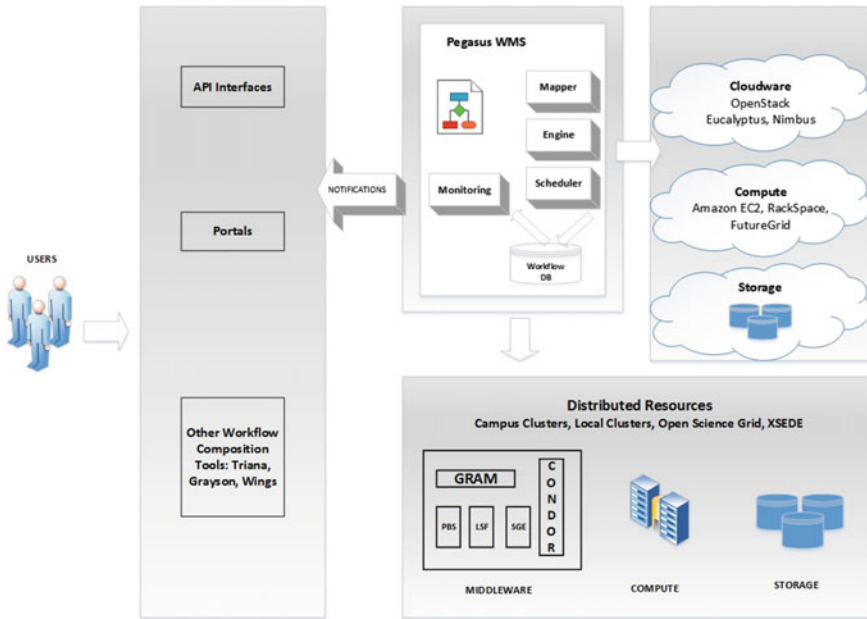 USERS
API Interfaces
Portals
Other Workflow
Composition
Tools: Triana,
Grayson, Wings
NOTIFICATIONS
Pegasus WMS
Mapper
Engine
Scheduler
Monitoring
Workflow
DB
Cloudware
OpenStack
Eucalyptus, Nimbus
Compute
Amazon EC2, RackSpace,
FutureGrid
Storage
Distributed Resources
Campus Clusters, Local Clusters, Open Science Grid, XSEDE
GRAM
PBS
LSF
SGE
CONDOR
MIDDLEWARE
COMPUTE
STORAGE